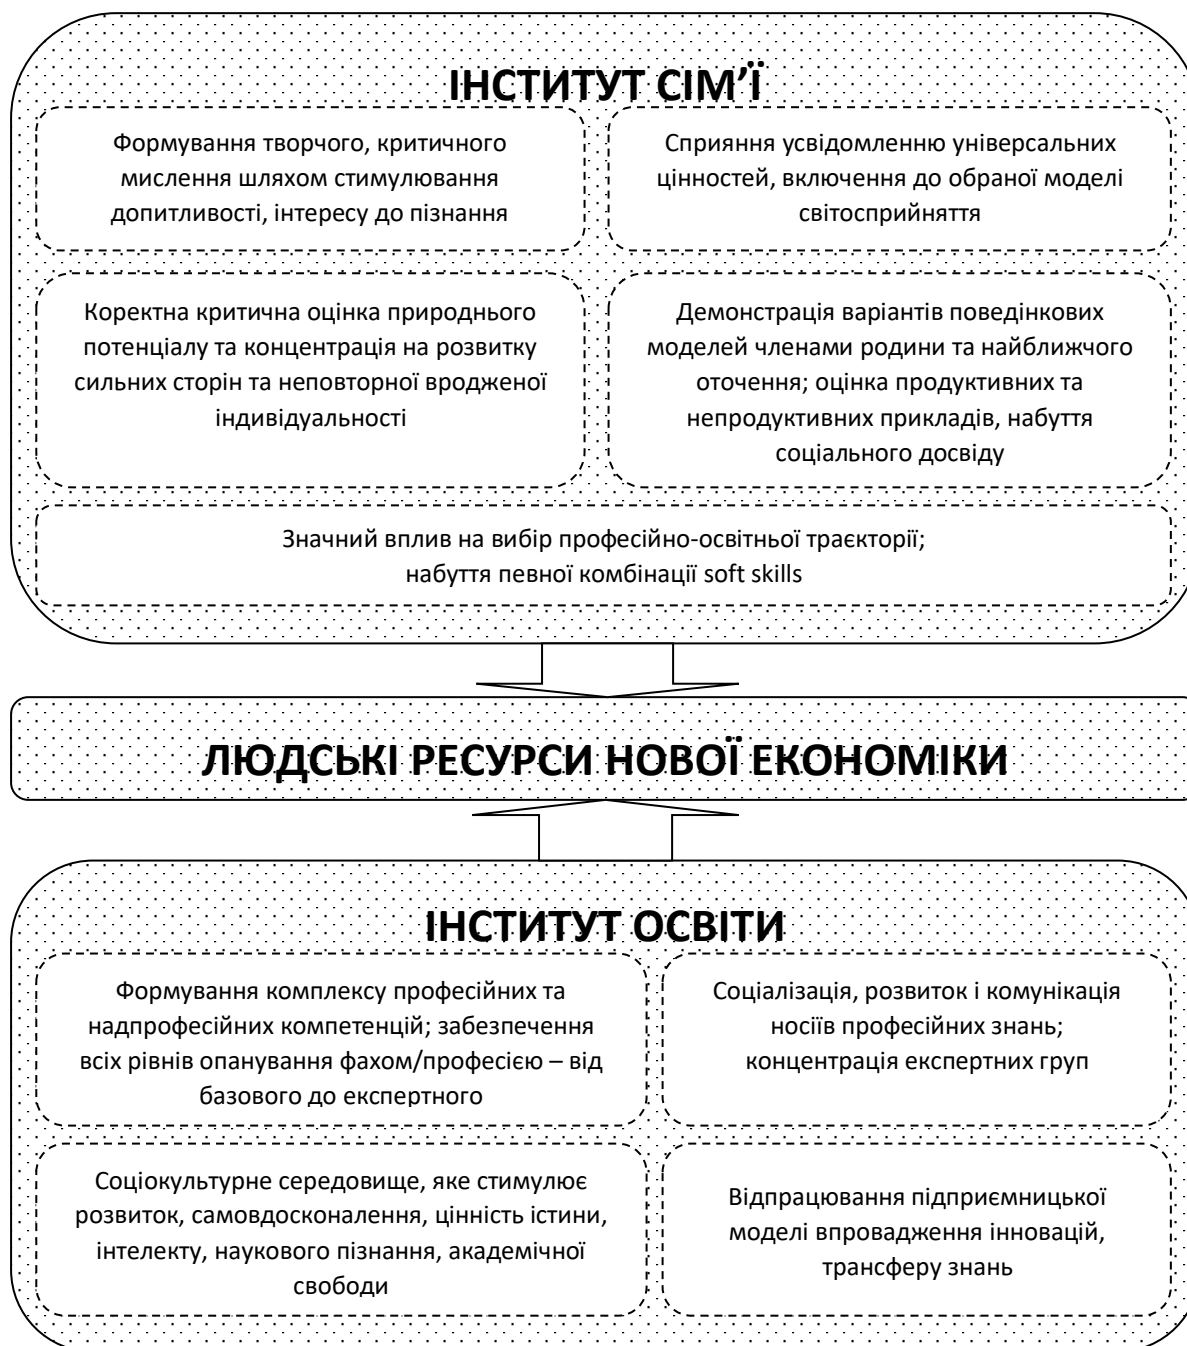 ІНСТИТУТ СІМ’Ї
Формування творчого, критичного
мислення шляхом стимулювання
допитливості, інтересу до пізнання
Сприяння усвідомленню універсальних
цінностей, включення до обраної моделі
світосприйняття
Коректна критична оцінка природнього
потенціалу та концентрація на розвитку
сильних сторін та неповторної вродженої
індивідуальності
Демонстрація варіантів поведінкових
моделей членами родини та найближчого
оточення; оцінка продуктивних та
непродуктивних прикладів, набуття
соціального досвіду
Значний вплив на вибір професійно-освітньої траєкторії;
набуття певної комбінації soft skills
ЛЮДСЬКІ РЕСУРСИ НОВОЇ ЕКОНОМІКИ
ІНСТИТУТ ОСВІТИ
Формування комплексу професійних та
надпрофесійних компетенцій; забезпечення
всіх рівнів опанування фахом/професією – від
базового до експертного
Соціалізація, розвиток і комунікація
носіїв професійних знань;
концентрація експертних груп
Соціокультурне середовище, яке стимулює
розвиток, самовдосконалення, цінність істини,
інтелекту, наукового пізнання, академічної
свободи
Відпрацювання підприємницької
моделі впровадження інновацій,
трансферу знань